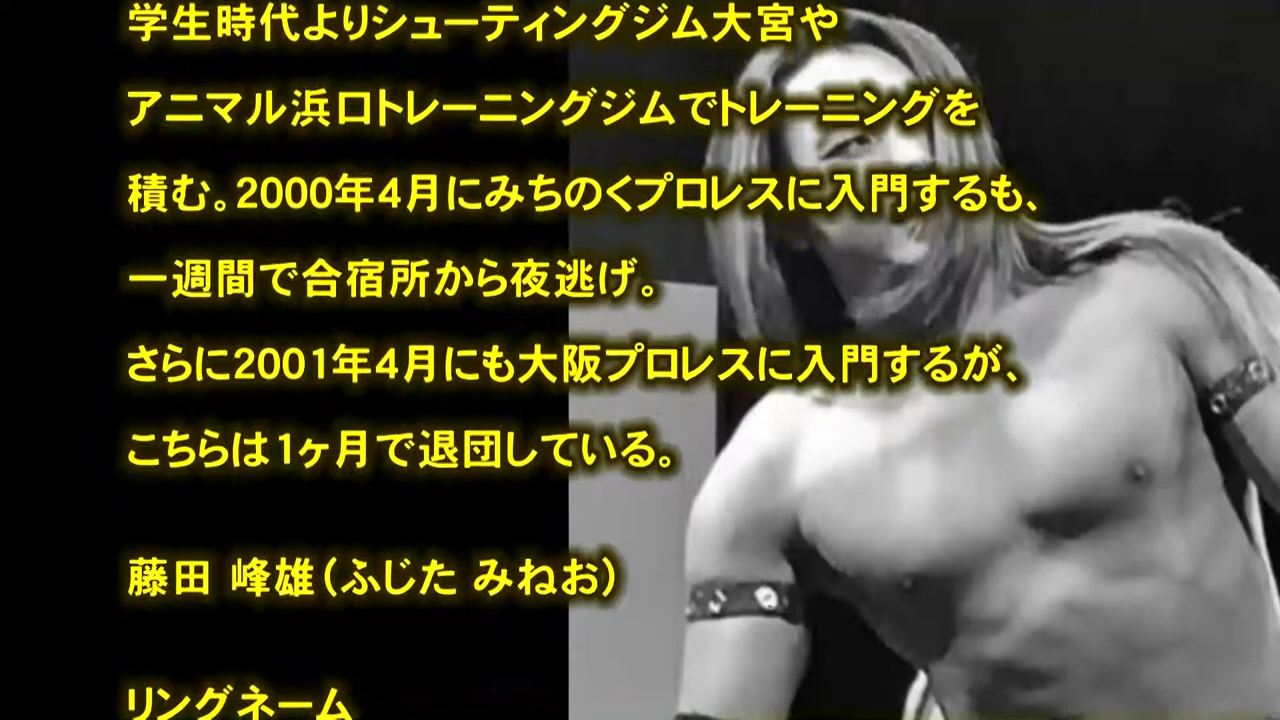 学生時代よりシューティングジム大宮や
アニマル浜口トレーニングジムでトレーニングを
積む。2000年4月にみちのくプロレスに入門するも、
一週間で合宿所から夜逃げ。
さらに2001年4月にも大阪プロレスに入門するが、
こちらは1ヶ月で退団している。
藤田 峰雄(ふじた みねお)
リングネーム